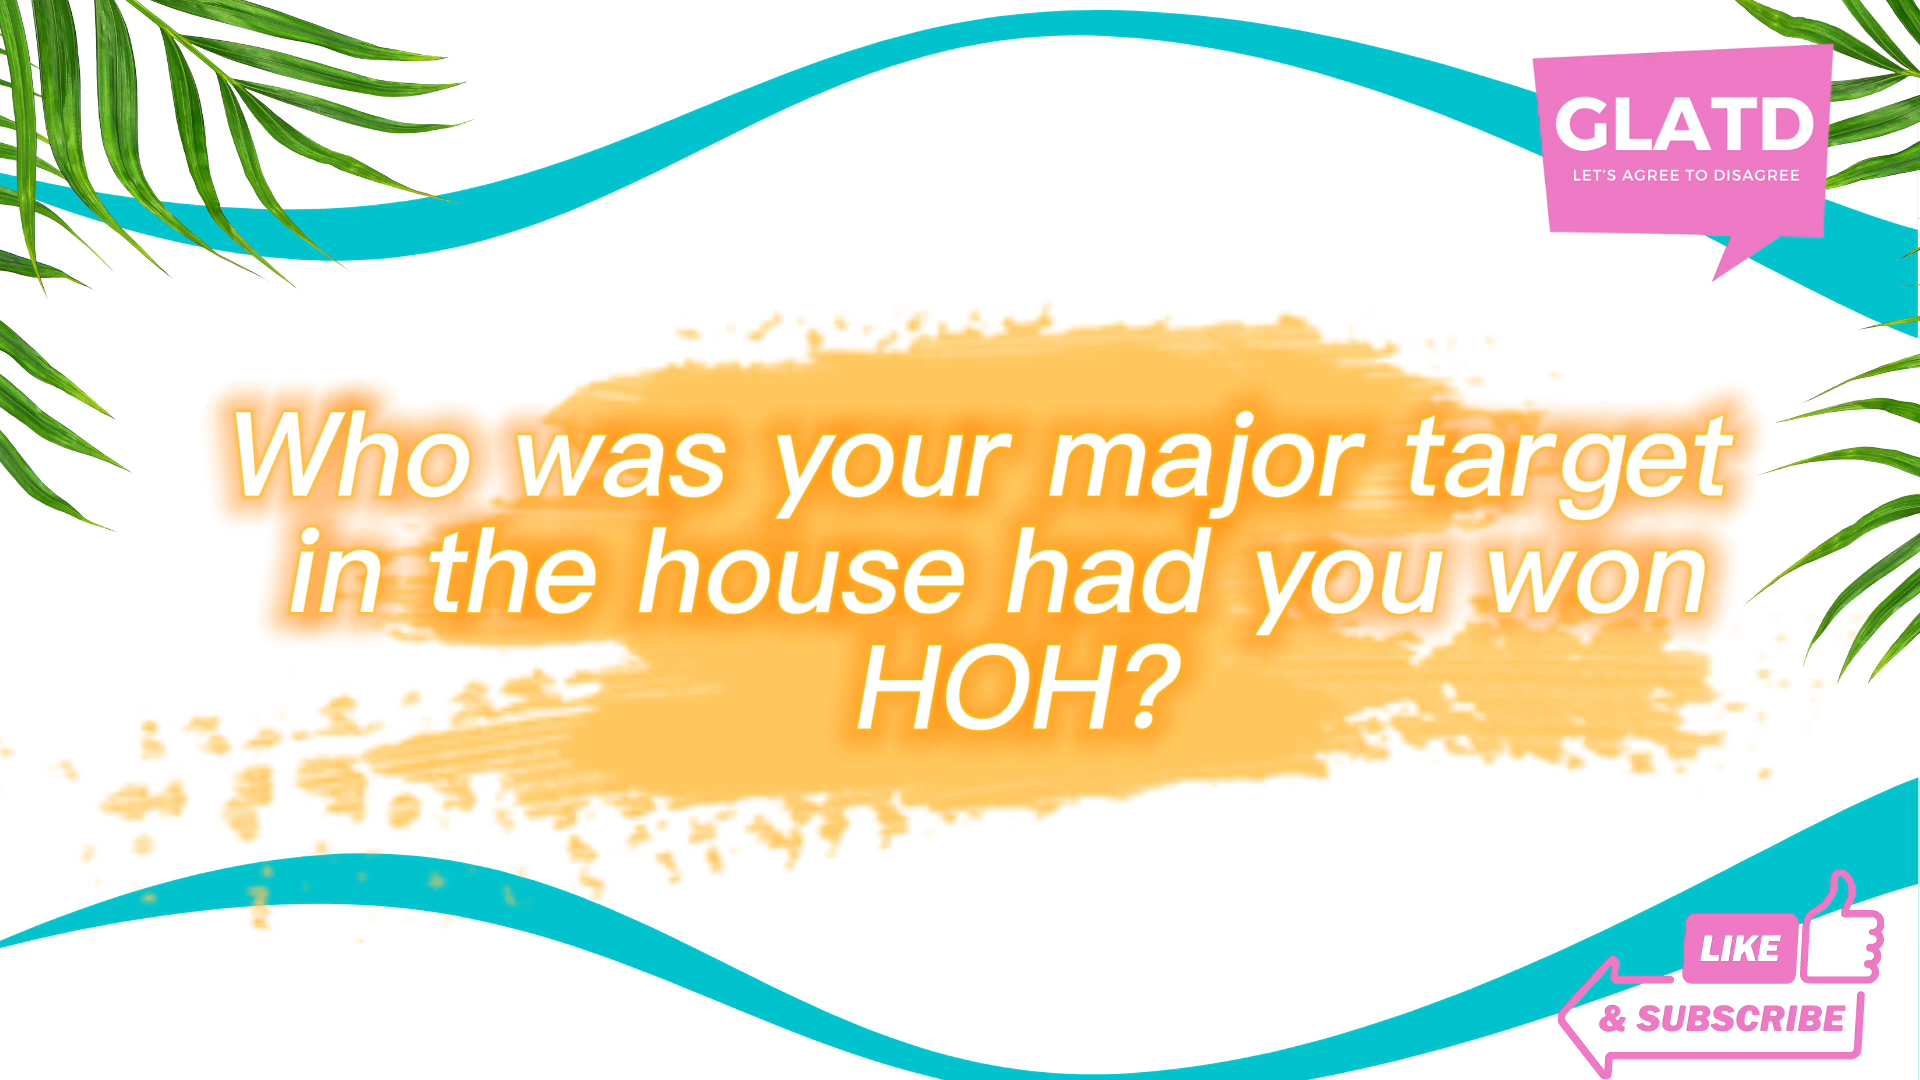 GLATD
LET'S AGREE TO DISAGREE
Who was your major target
in the house had you won
HOH?
LIKE
& SUBSCRIBE